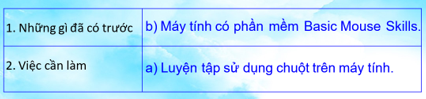 1. Những gì đã có trước
b) Máy tính có phần mềm Basic Mouse Skills.
2. Việc cần làm
a) Luyện tập sử dụng chuột trên máy tính.